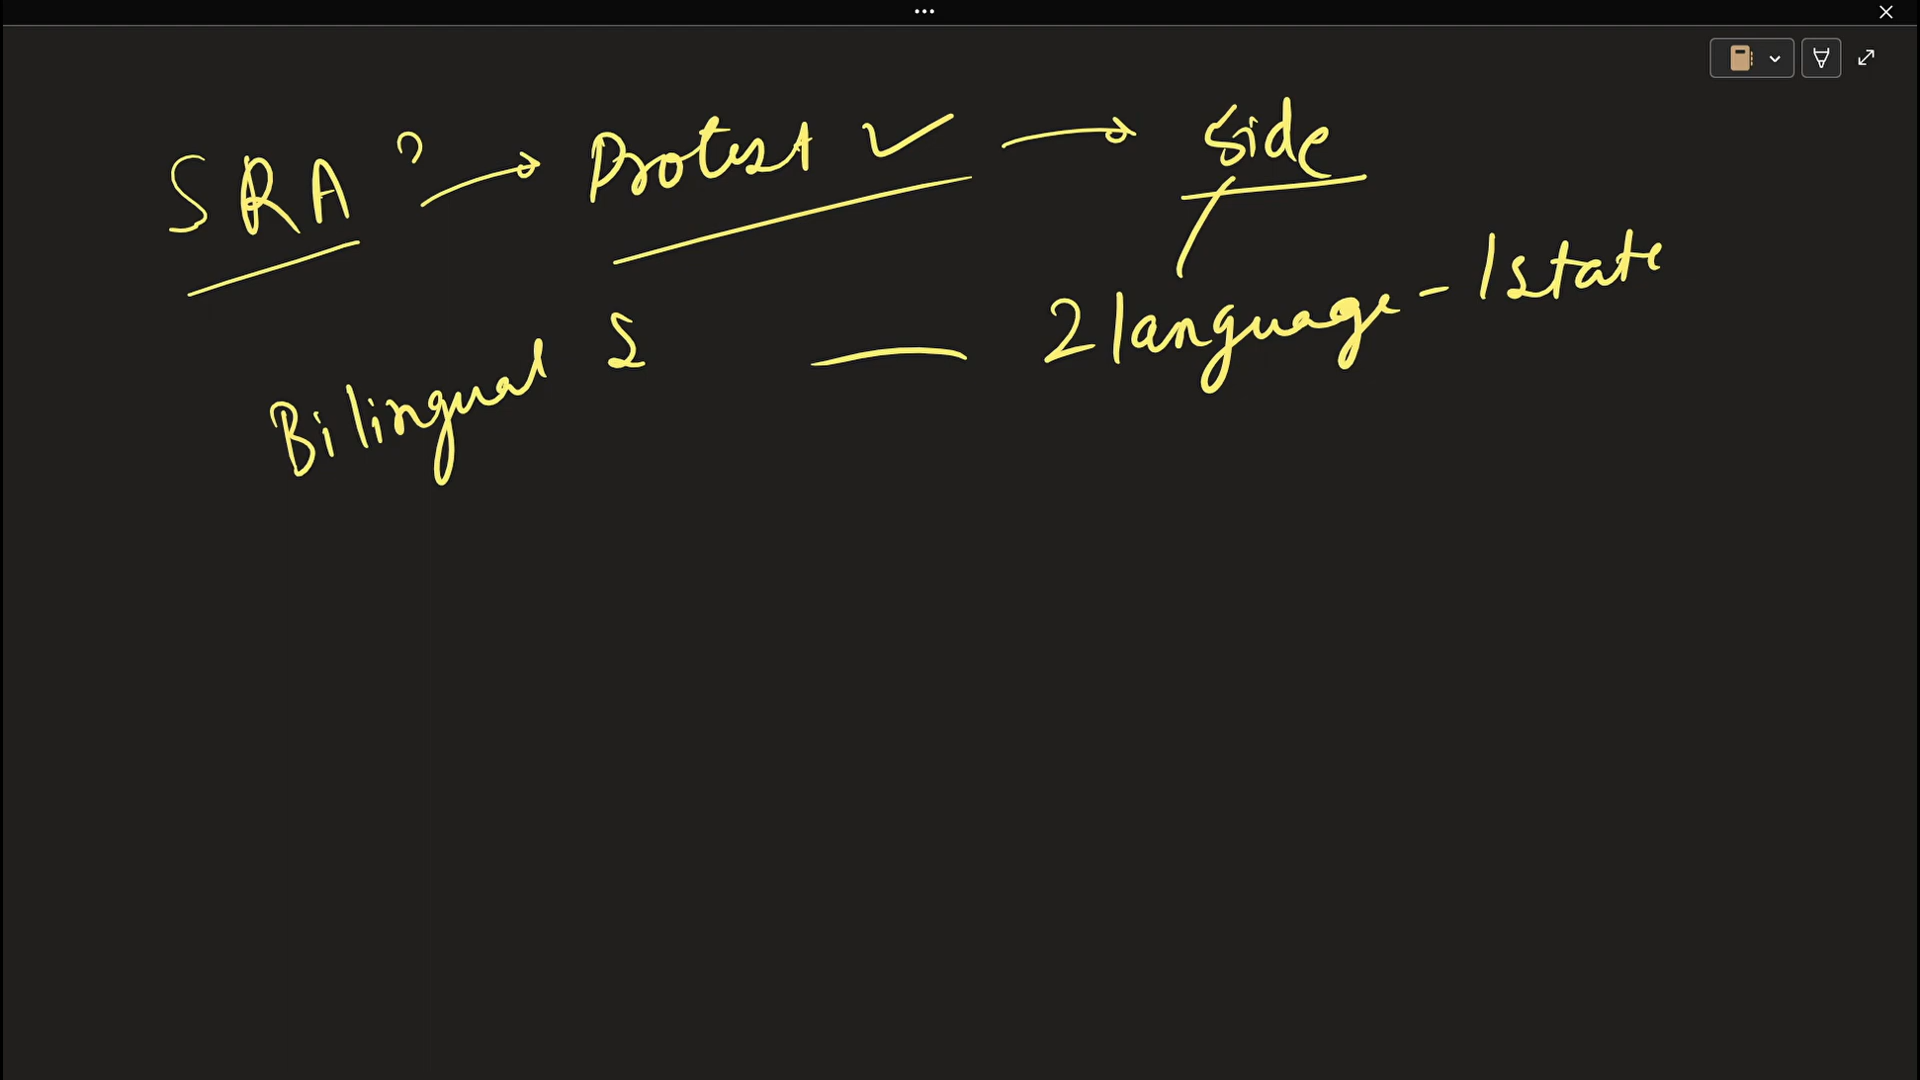 SRA ? → Protest ✓ → Side
Bilingual S — 2 language - 1 state